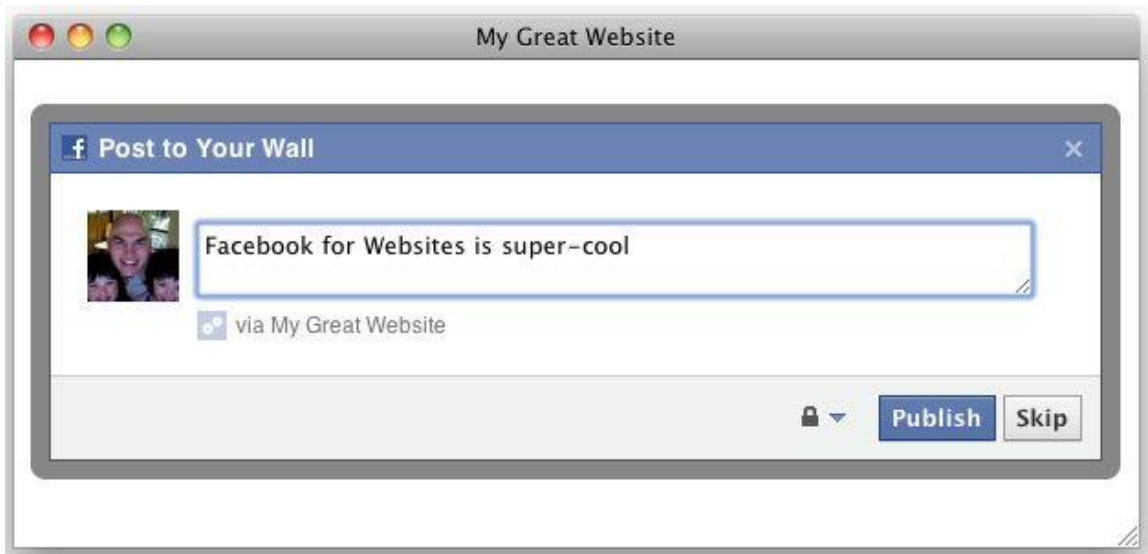 My Great Website
f Post to Your Wall ×
Facebook for Websites is super-cool
via My Great Website
Publish Skip